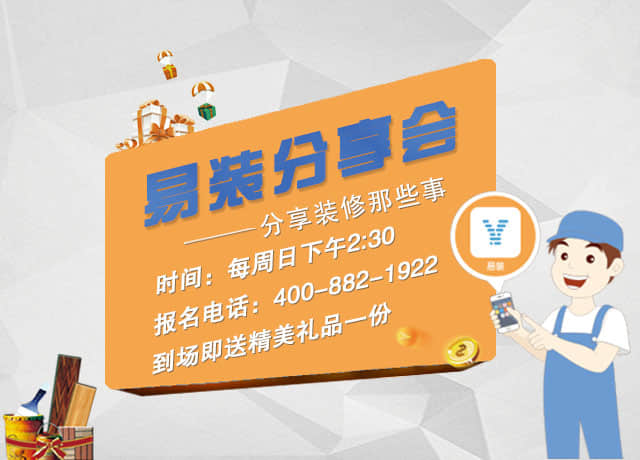 易装分享会
——分享装修那些事
时间：每周日下午2:30
报名电话：400-882-1922
到场即送精美礼品一份
易装